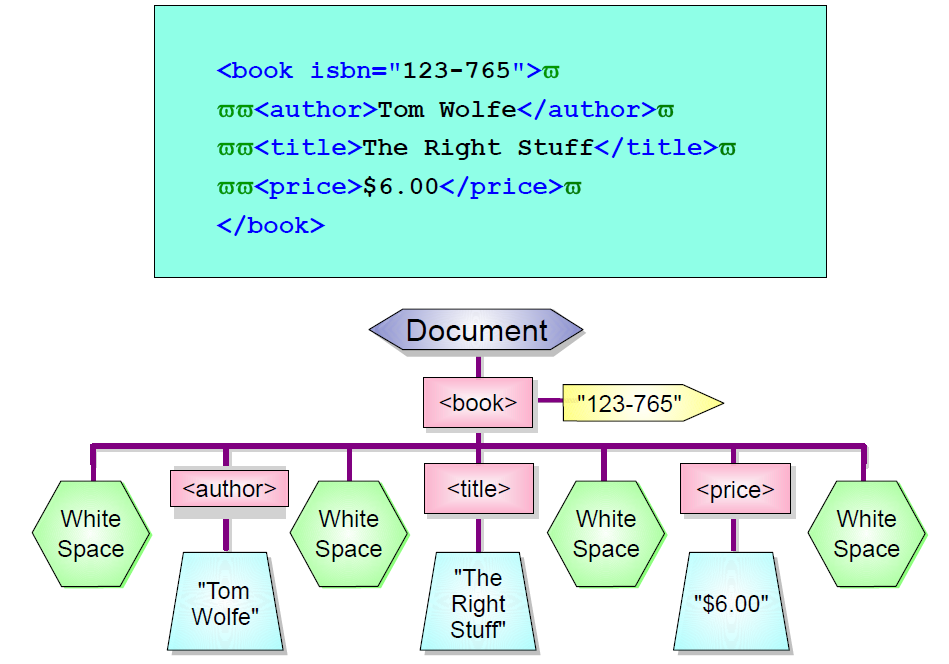 <book isbn="123-765">ϖ
ϖϖ<author>Tom Wolfe</author>ϖ
ϖϖ<title>The Right Stuff</title>ϖ
ϖϖ<price>$6.00</price>ϖ
</book>
Document
<book>
"123-765"
White
Space
<author>
White
Space
<title>
White
Space
<price>
White
Space
"Tom
Wolfe"
"The
Right
Stuff"
"$6.00"